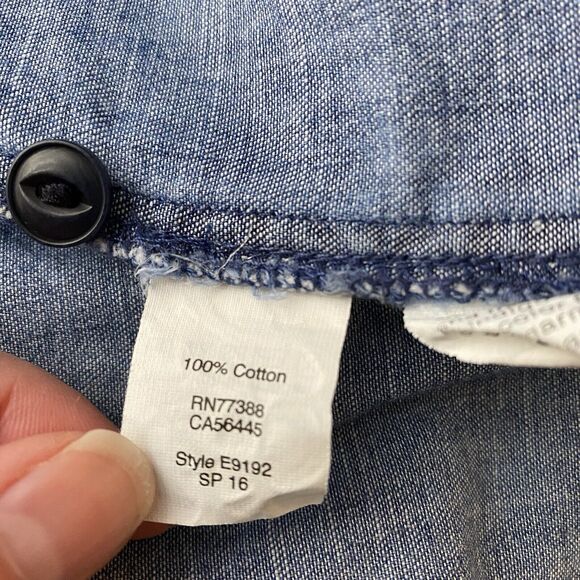 100% Cotton
RN77388
CA56445
Style E9192
SP 16